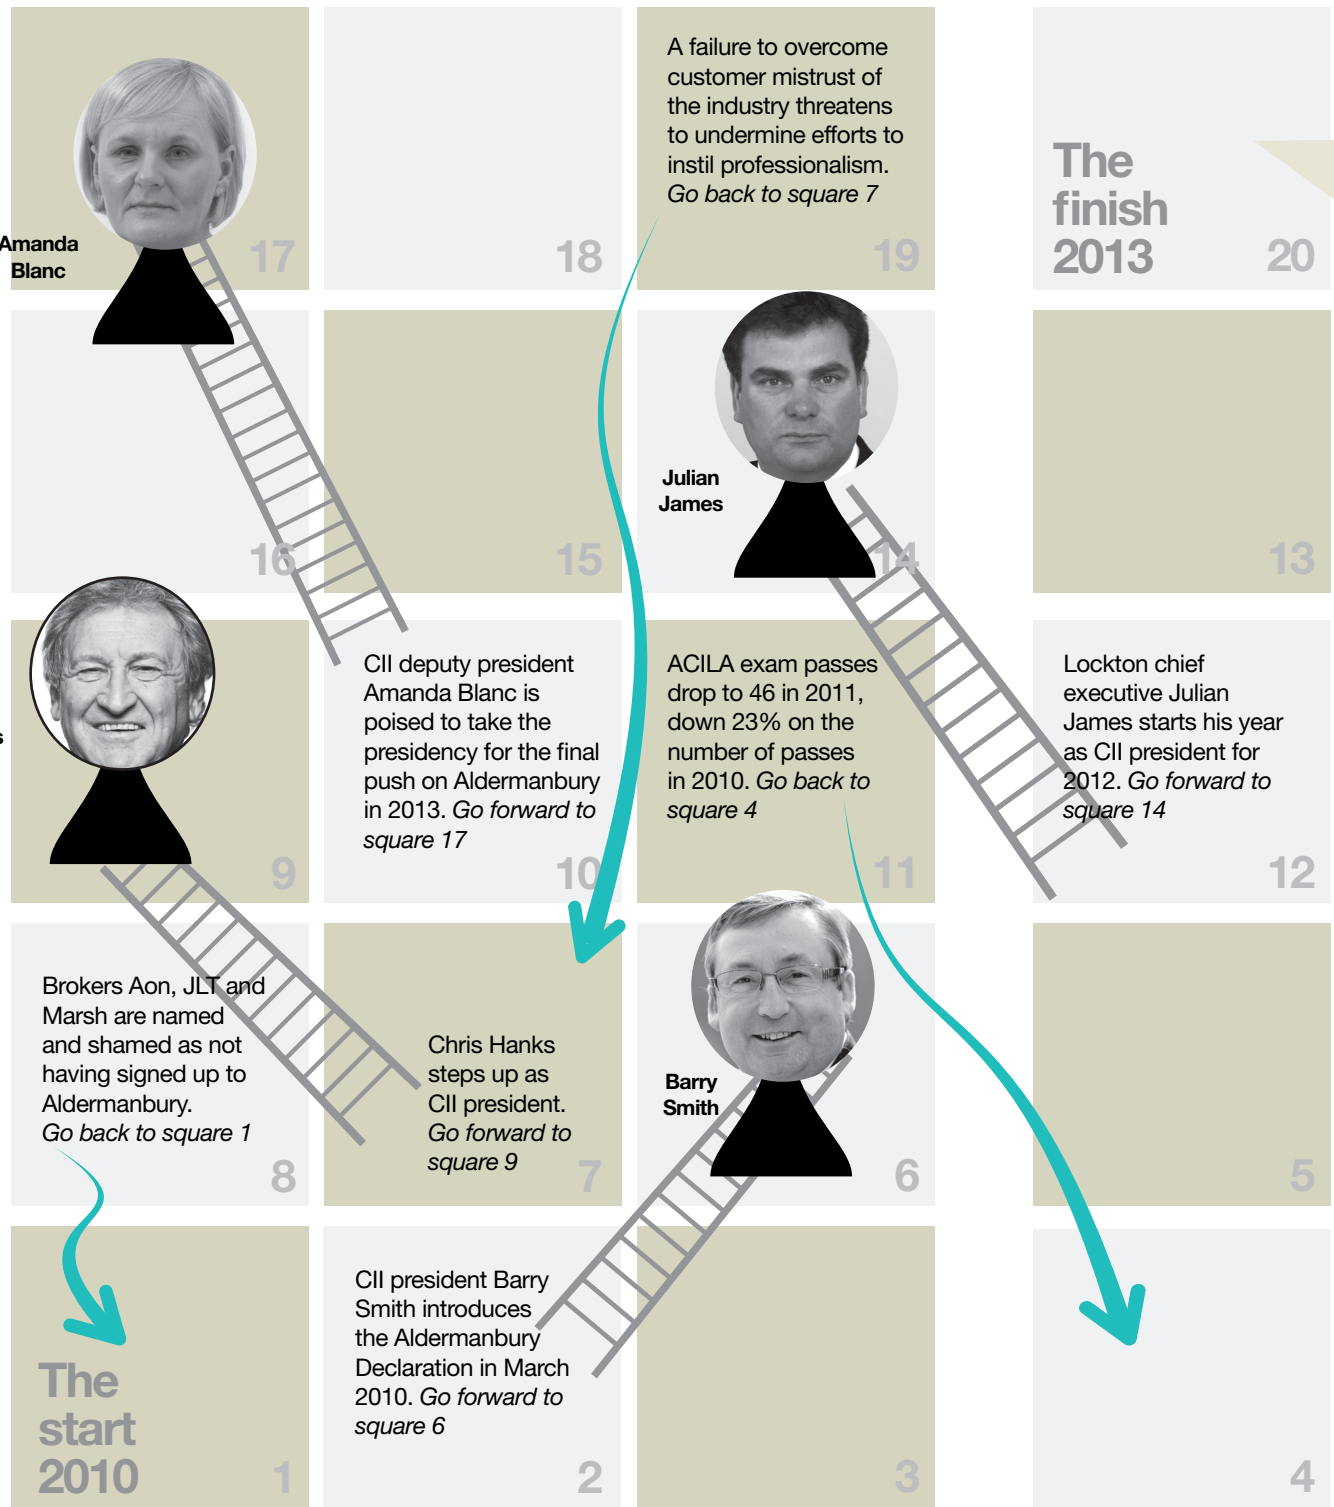 A failure to overcome
customer mistrust of
the industry threatens
to undermine efforts to
instil professionalism.
Go back to square 7
The
finish
2013
Amanda
Blanc
17
18
19
20
Julian
James
16
15
14
13
CII deputy president
Amanda Blanc is
poised to take the
presidency for the final
push on Aldermanbury
in 2013. Go forward to
square 17
ACILA exam passes
drop to 46 in 2011,
down 23% on the
number of passes
in 2010. Go back to
square 4
Lockton chief
executive Julian
James starts his year
as CII president for
2012. Go forward to
square 14
9
10
11
12
Brokers Aon, JLT and
Marsh are named
and shamed as not
having signed up to
Aldermanbury.
Go back to square 1
Chris Hanks
steps up as
CII president.
Go forward to
square 9
Barry
Smith
8
7
6
5
CII president Barry
Smith introduces
the Aldermanbury
Declaration in March
2010. Go forward to
square 6
The
start
2010
1
2
3
4